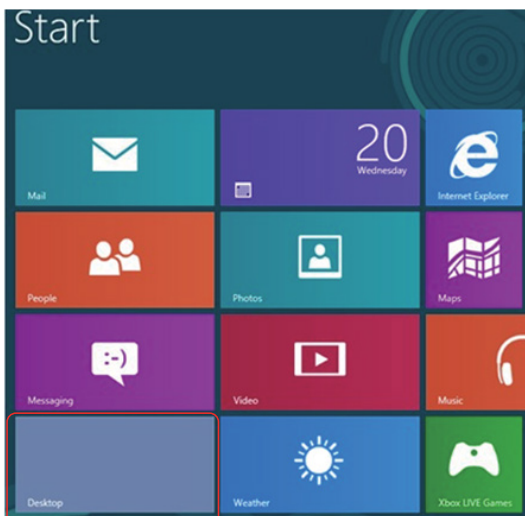 Start
Mail
20
Wednesday
Internet Explorer
People
Photos
Maps
:-)
Messaging
Video
Music
Desktop
Weather
Xbox LIVE Games